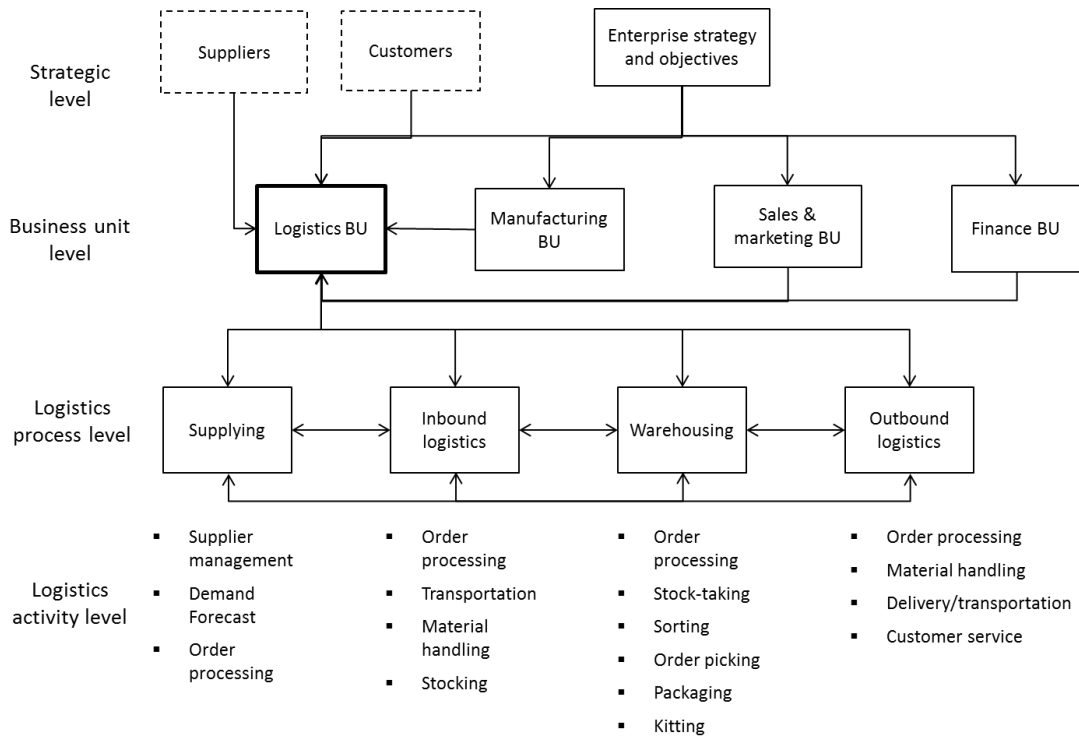 Suppliers
Customers
Enterprise strategy
and objectives
Strategic
level
Business unit
level
Logistics BU
Manufacturing
BU
Sales &
marketing BU
Finance BU
Logistics
process level
Supplying
Inbound
logistics
Warehousing
Outbound
logistics
Logistics
activity level
▪ Supplier
management
▪ Demand
Forecast
▪ Order
processing
▪ Order
processing
▪ Transportation
▪ Material
handling
▪ Stocking
▪ Order
processing
▪ Stock-taking
▪ Sorting
▪ Order picking
▪ Packaging
▪ Kitting
▪ Order processing
▪ Material handling
▪ Delivery/transportation
▪ Customer service